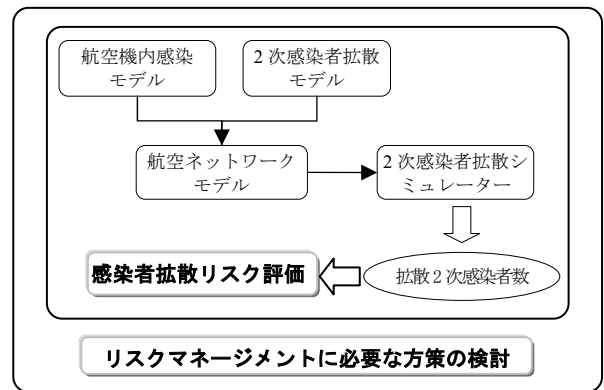 航空機内感染
モデル
2次感染者拡散
モデル
航空ネットワーク
モデル
2次感染者拡散シ
ミュレーター
感染者拡散リスク評価
拡散2次感染者数
リスクマネージメントに必要な方策の検討